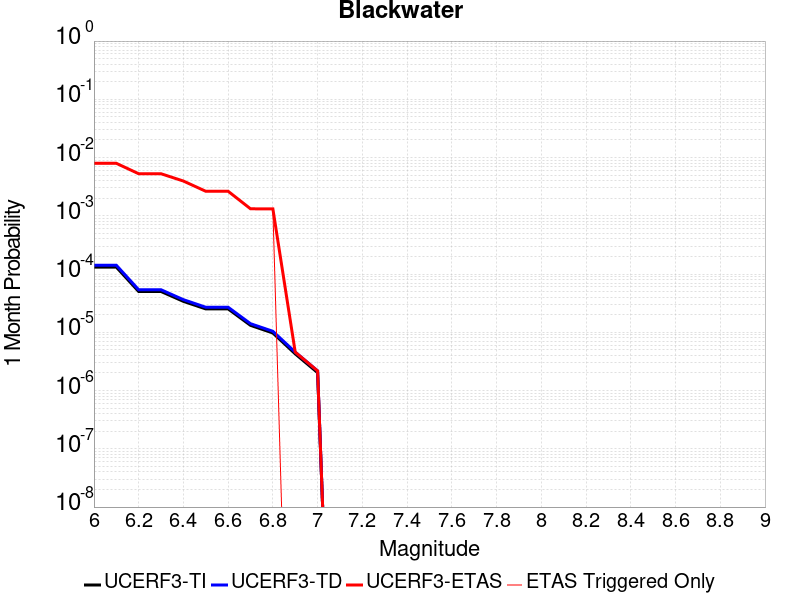 Blackwater
10^0
10^-1
10^-2
10^-3
10^-4
10^-5
10^-6
10^-7
10^-8
1 Month Probability
6 6.2 6.4 6.6 6.8 7 7.2 7.4 7.6 7.8 8 8.2 8.4 8.6 8.8 9
Magnitude
UCERF3-TI UCERF3-TD UCERF3-ETAS ETAS Triggered Only